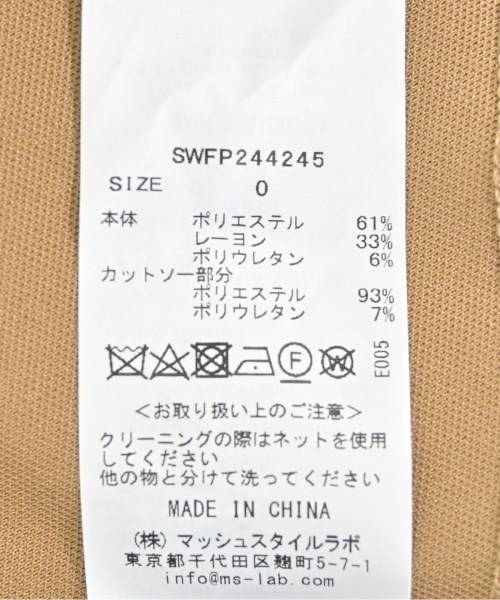 SWFP244245
SIZE 0
本体 ポリエステル 61%
レーヨン 33%
ポリウレタン 6%
カットソー部分
ポリエステル 93%
ポリウレタン 7%
F W E005
＜お取り扱い上のご注意＞
クリーニングの際はネットを使用
してください
他の物と分けて洗ってください
MADE IN CHINA
(株) マッシュスタイルラボ
東京都千代田区麹町5-7-1
info@ms-lab.com